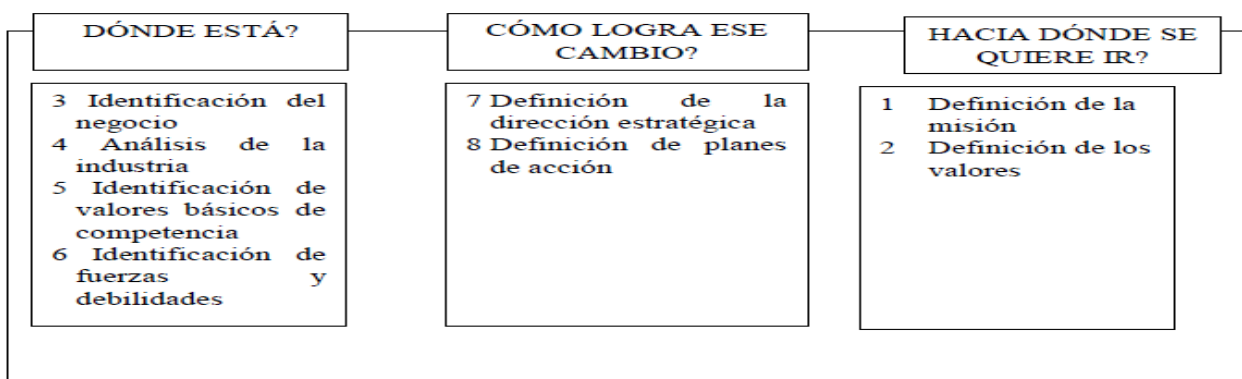 DÓNDE ESTÁ?
3 Identificación del
negocio
4 Análisis de la
industria
5 Identificación de
valores básicos de
competencia
6 Identificación de
fuerzas y
debilidades
CÓMO LOGRA ESE
CAMBIO?
7 Definición de la
dirección estratégica
8 Definición de planes
de acción
HACIA DÓNDE SE
QUIERE IR?
1 Definición de la
misión
2 Definición de los
valores